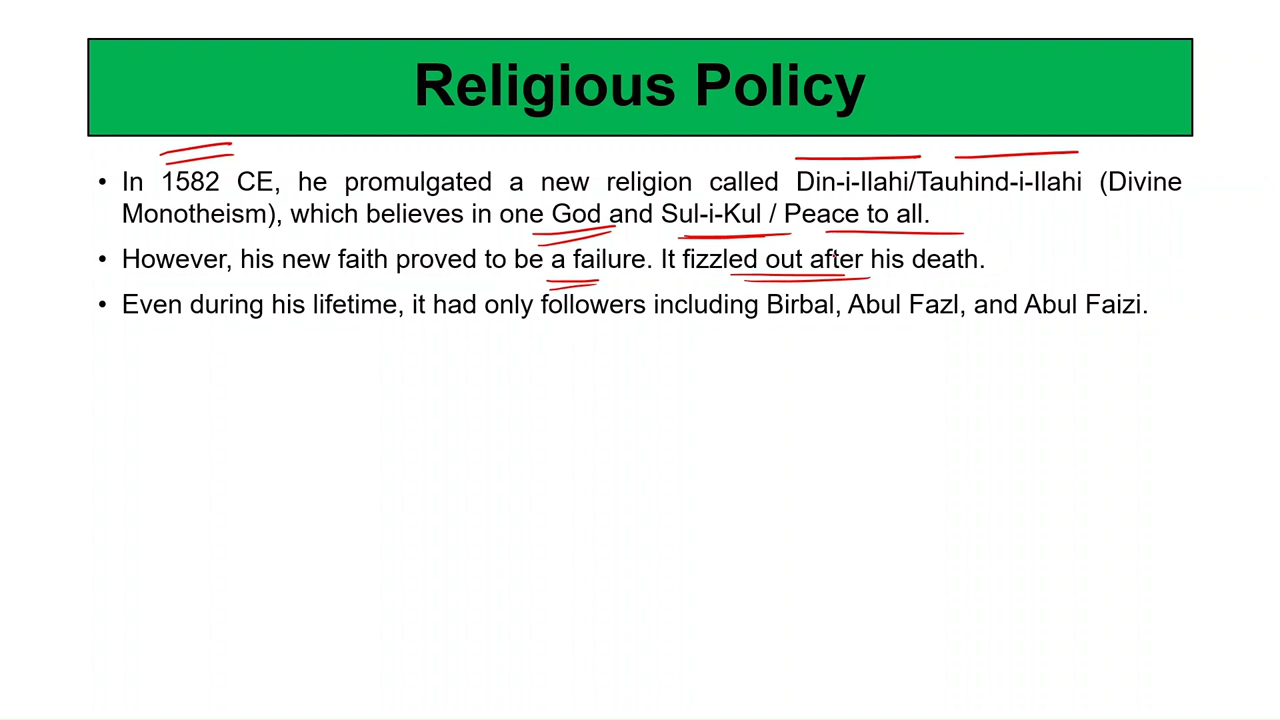 Religious Policy
• In 1582 CE, he promulgated a new religion called Din-i-Ilahi/Tauhind-i-Ilahi (Divine
Monotheism), which believes in one God and Sul-i-Kul / Peace to all.
• However, his new faith proved to be a failure. It fizzled out after his death.
• Even during his lifetime, it had only followers including Birbal, Abul Fazl, and Abul Faizi.